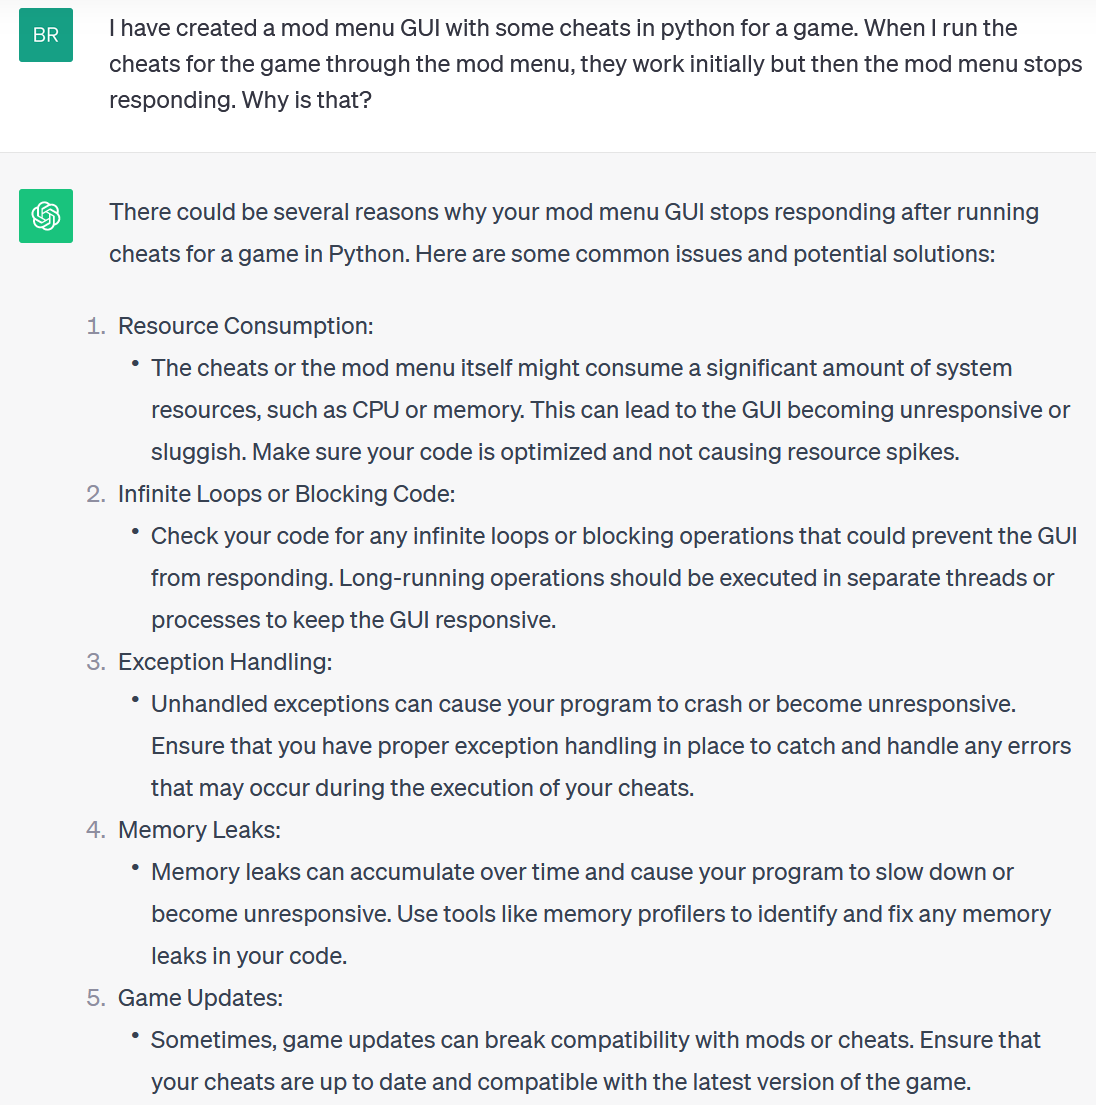 BR
I have created a mod menu GUI with some cheats in python for a game. When I run the
cheats for the game through the mod menu, they work initially but then the mod menu stops
responding. Why is that?
There could be several reasons why your mod menu GUI stops responding after running
cheats for a game in Python. Here are some common issues and potential solutions:
1. Resource Consumption:
• The cheats or the mod menu itself might consume a significant amount of system
resources, such as CPU or memory. This can lead to the GUI becoming unresponsive or
sluggish. Make sure your code is optimized and not causing resource spikes.
2. Infinite Loops or Blocking Code:
• Check your code for any infinite loops or blocking operations that could prevent the GUI
from responding. Long-running operations should be executed in separate threads or
processes to keep the GUI responsive.
3. Exception Handling:
• Unhandled exceptions can cause your program to crash or become unresponsive.
Ensure that you have proper exception handling in place to catch and handle any errors
that may occur during the execution of your cheats.
4. Memory Leaks:
• Memory leaks can accumulate over time and cause your program to slow down or
become unresponsive. Use tools like memory profilers to identify and fix any memory
leaks in your code.
5. Game Updates:
• Sometimes, game updates can break compatibility with mods or cheats. Ensure that
your cheats are up to date and compatible with the latest version of the game.